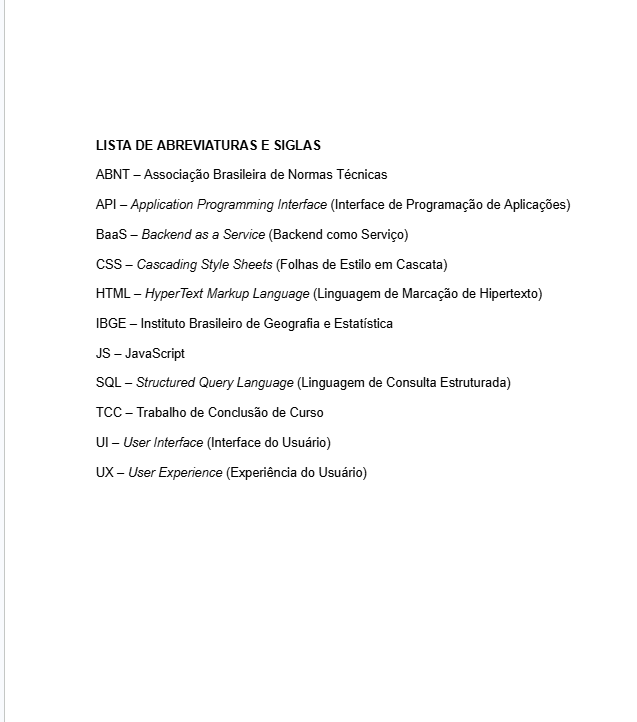 LISTA DE ABREVIATURAS E SIGLAS
ABNT – Associação Brasileira de Normas Técnicas
API – Application Programming Interface (Interface de Programação de Aplicações)
BaaS – Backend as a Service (Backend como Serviço)
CSS – Cascading Style Sheets (Folhas de Estilo em Cascata)
HTML – HyperText Markup Language (Linguagem de Marcação de Hipertexto)
IBGE – Instituto Brasileiro de Geografia e Estatística
JS – JavaScript
SQL – Structured Query Language (Linguagem de Consulta Estruturada)
TCC – Trabalho de Conclusão de Curso
UI – User Interface (Interface do Usuário)
UX – User Experience (Experiência do Usuário)